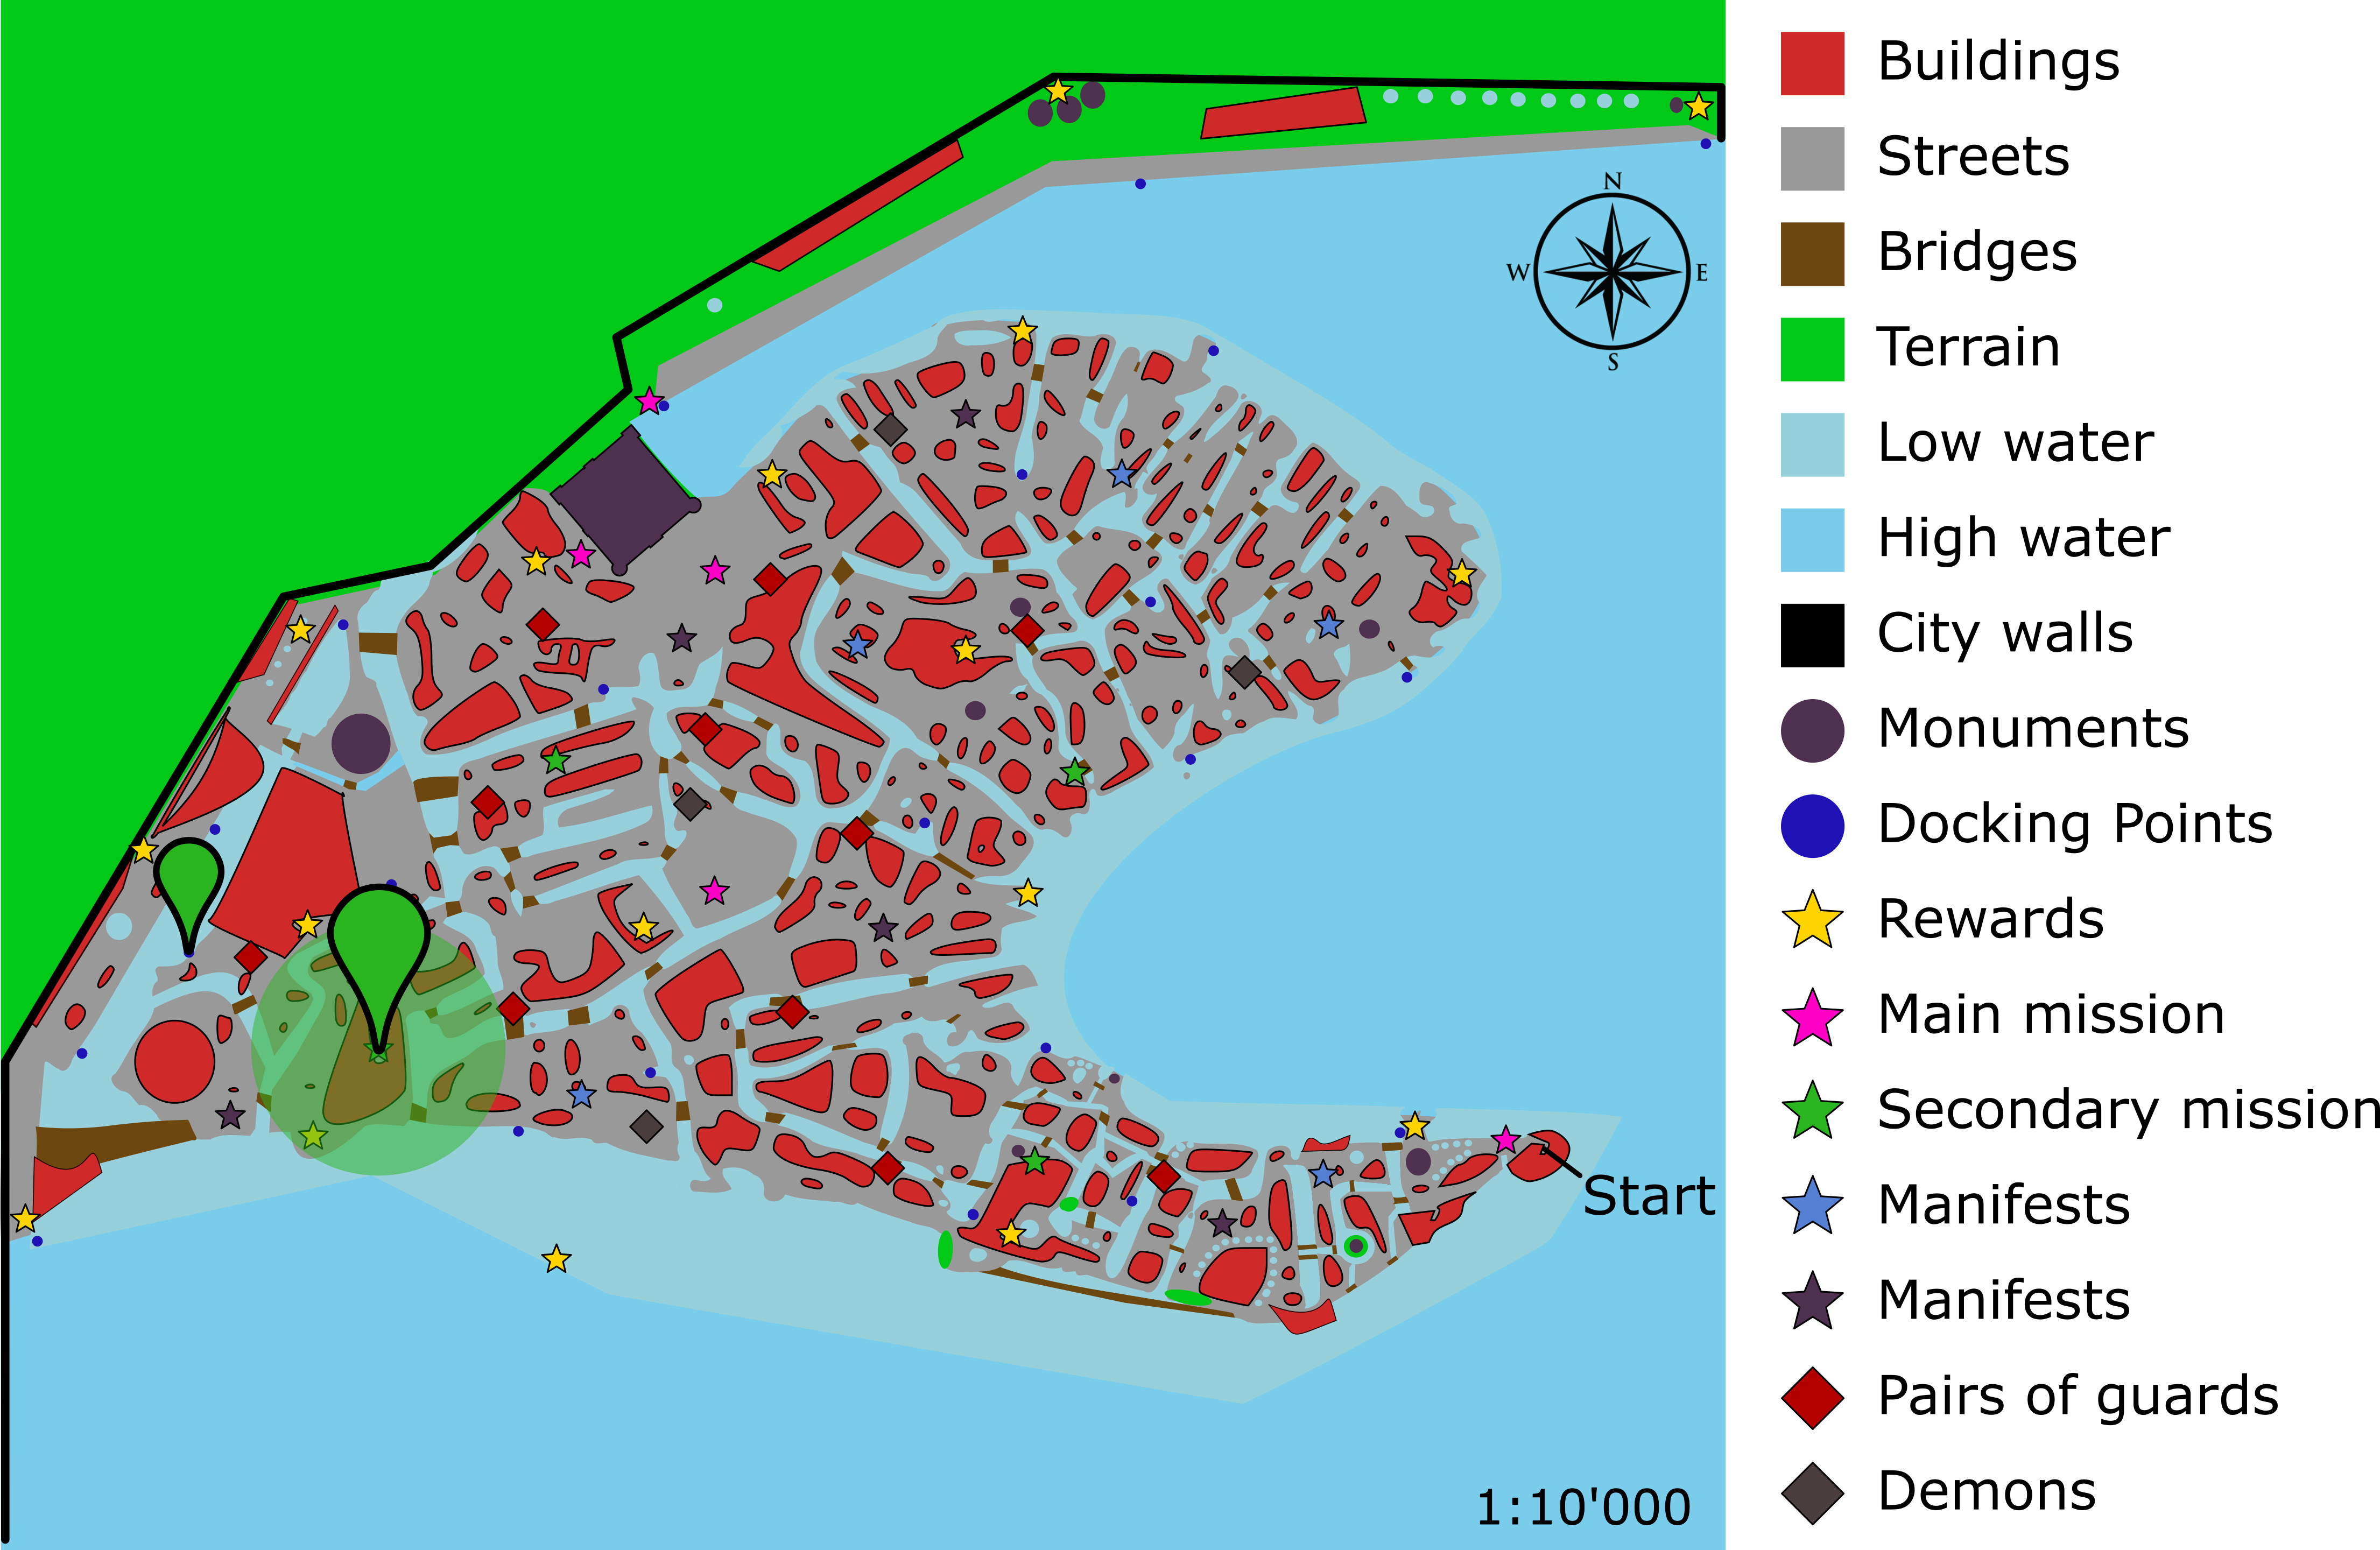 Buildings
Streets
Bridges
Terrain
Low water
High water
City walls
Monuments
Docking Points
Rewards
Main mission
Secondary mission
Manifests
Manifests
Pairs of guards
Demons
N
W
E
S
Start
1:10'000